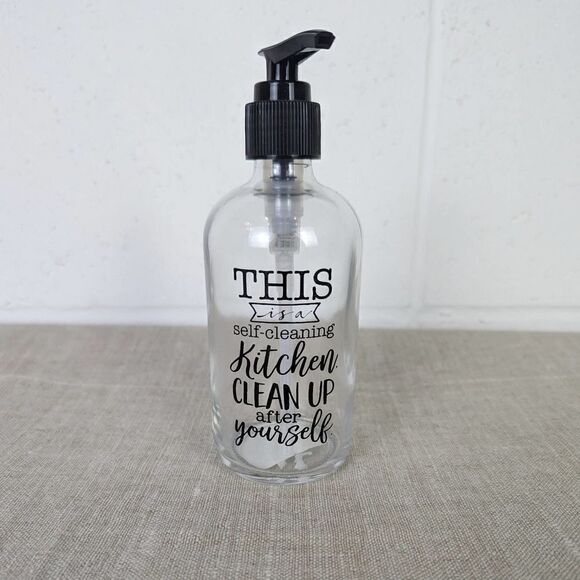 THIS
is a
self-cleaning
Kitchen.
CLEAN UP
after
yourself.